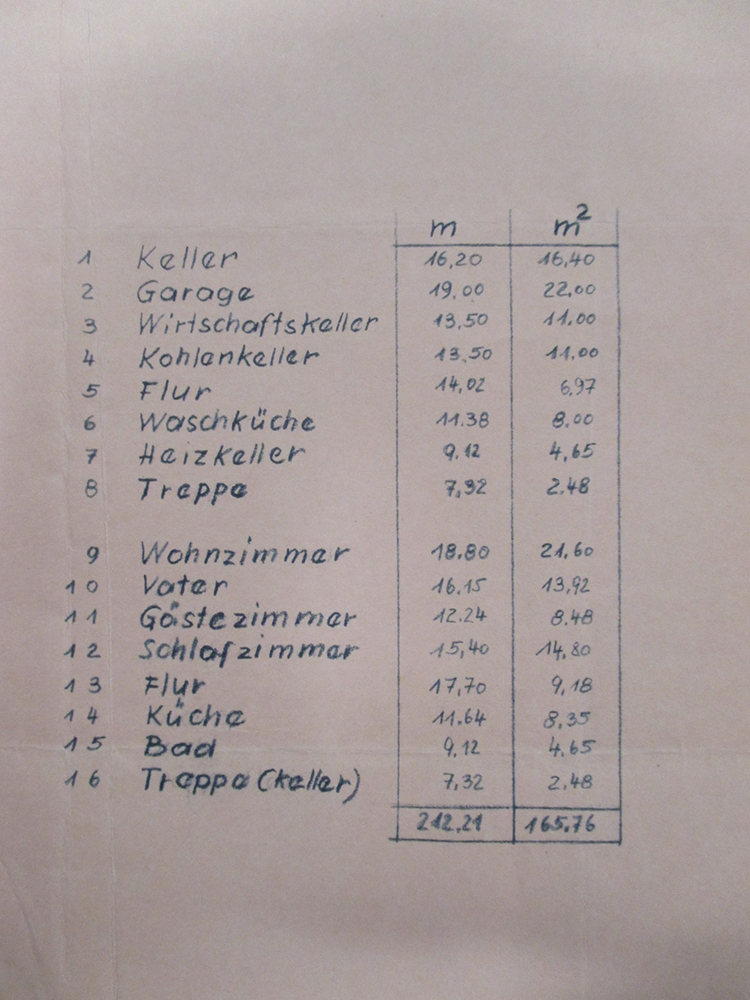 m m²
1 Keller 16,20 16,40
2 Garage 19,00 22,00
3 Wirtschaftskeller 13,50 11,00
4 Kohlenkeller 13,50 11,00
5 Flur 14,02 6,97
6 Waschküche 11.38 8.00
7 Heizkeller 9,12 4,65
8 Treppe 7,32 2.48
9 Wohnzimmer 18.80 21,60
10 Vater 16.15 13,92
11 Gästezimmer 12.24 8.48
12 Schlafzimmer 15,40 14,80
13 Flur 17,70 9,18
14 Küche 11.64 8,35
15 Bad 9,12 4,65
16 Treppe (Keller) 7,32 2,48
212,21 165,76